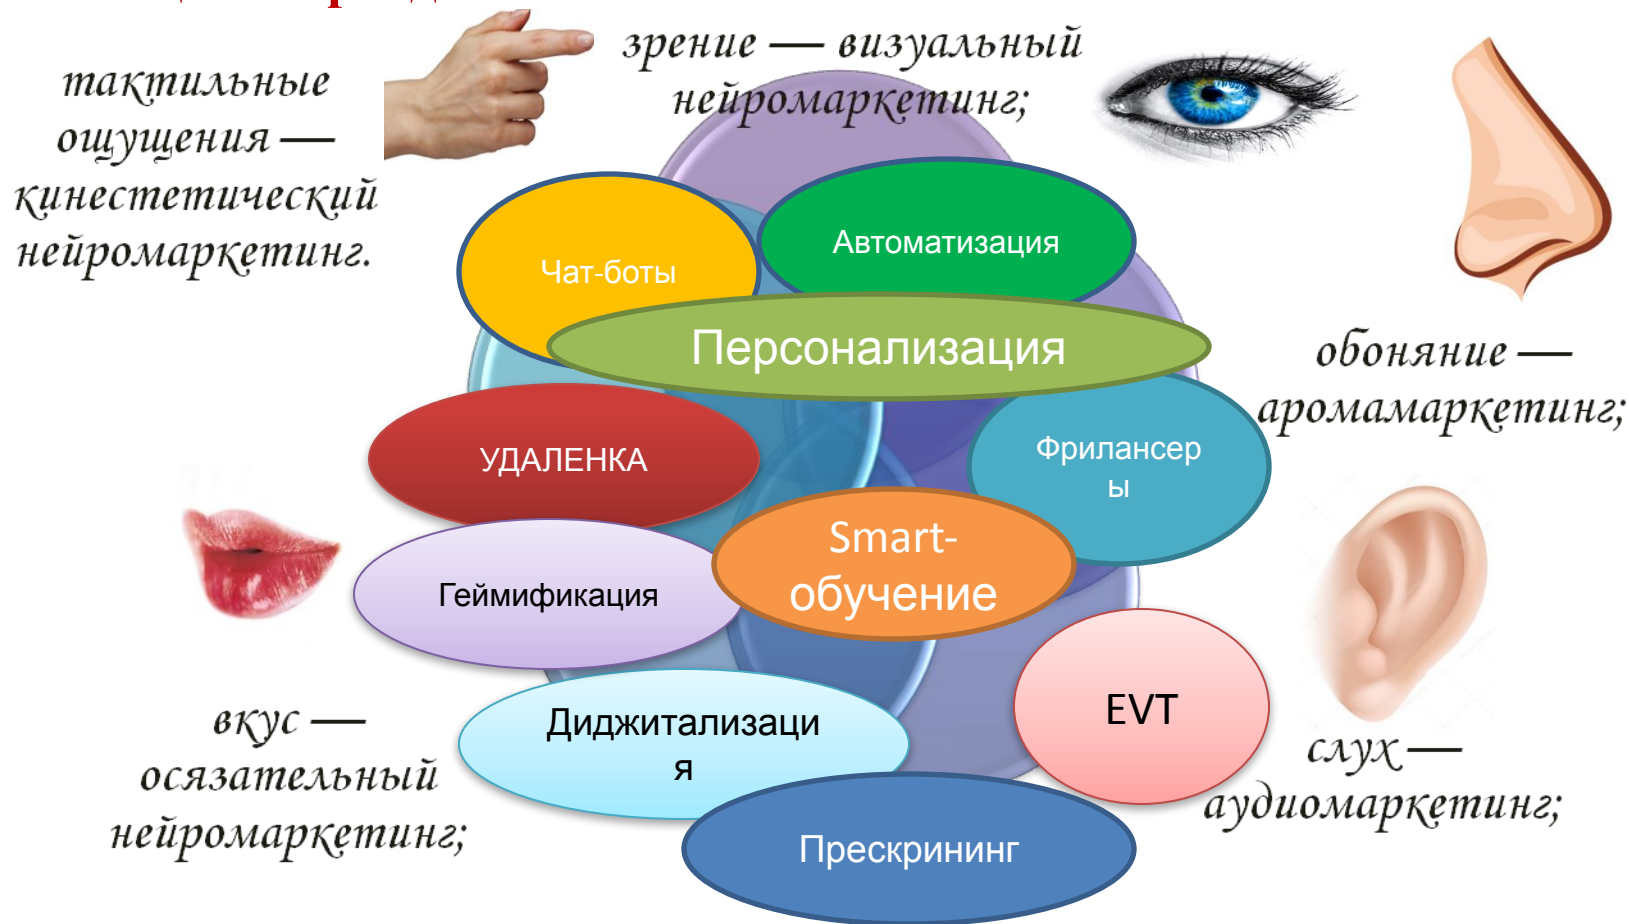 зрение — визуальный
нейромаркетинг;
тактильные
ощущения —
кинестетический
нейромаркетинг.
Чат-боты
Автоматизация
Персонализация
обоняние —
аромамаркетинг;
УДАЛЕНКА
Фрилансер
ы
Smart-
обучение
Геймификация
EVT
Диджитализаци
я
вкус —
осязательный
нейромаркетинг;
слух —
аудиомаркетинг;
Прескрининг